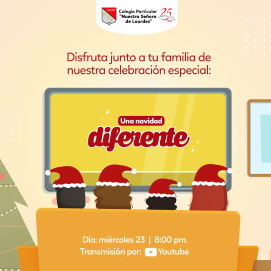 Colegio Particular
"Nuestra Señora
de Lourdes"
25
Disfruta junto a tu familia de
nuestra celebración especial:
Una navidad
diferente
Día: miércoles 23 | 8:00 pm.
Transmisión por: Youtube